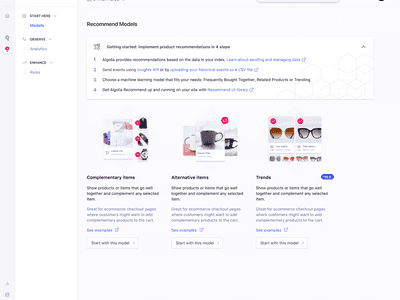 START HERE
Models
OBSERVE
Analytics
ENHANCE
Rules
Recommend Models
Getting started: Implement product recommendations in 4 steps
1 Algolia provides recommendations based on the data in your index. Learn about exciting and managing data
2 Send events using Insights API or by uploading your historical events as a CSV file
3 Choose a machine learning model that fits your needs: Frequently Bought Together, Related Products or Trending
4 Get Algolia Recommend up and running on your site with Recommend UI library
Complementary items
Show products or items that go well together and complement any selected item.
Great for ecommerce checkout pages where customers might want to add complementary products to the cart.
See examples
Start with this model
Alternative items
Show products or items that go well together and complement any selected item.
Great for ecommerce checkout pages where customers might want to add complementary products to the cart.
See examples
Start with this model
Trends
Show products or items that go well together and complement any selected item.
Great for ecommerce checkout pages where customers might want to add complementary products to the cart.
See examples
Start with this model